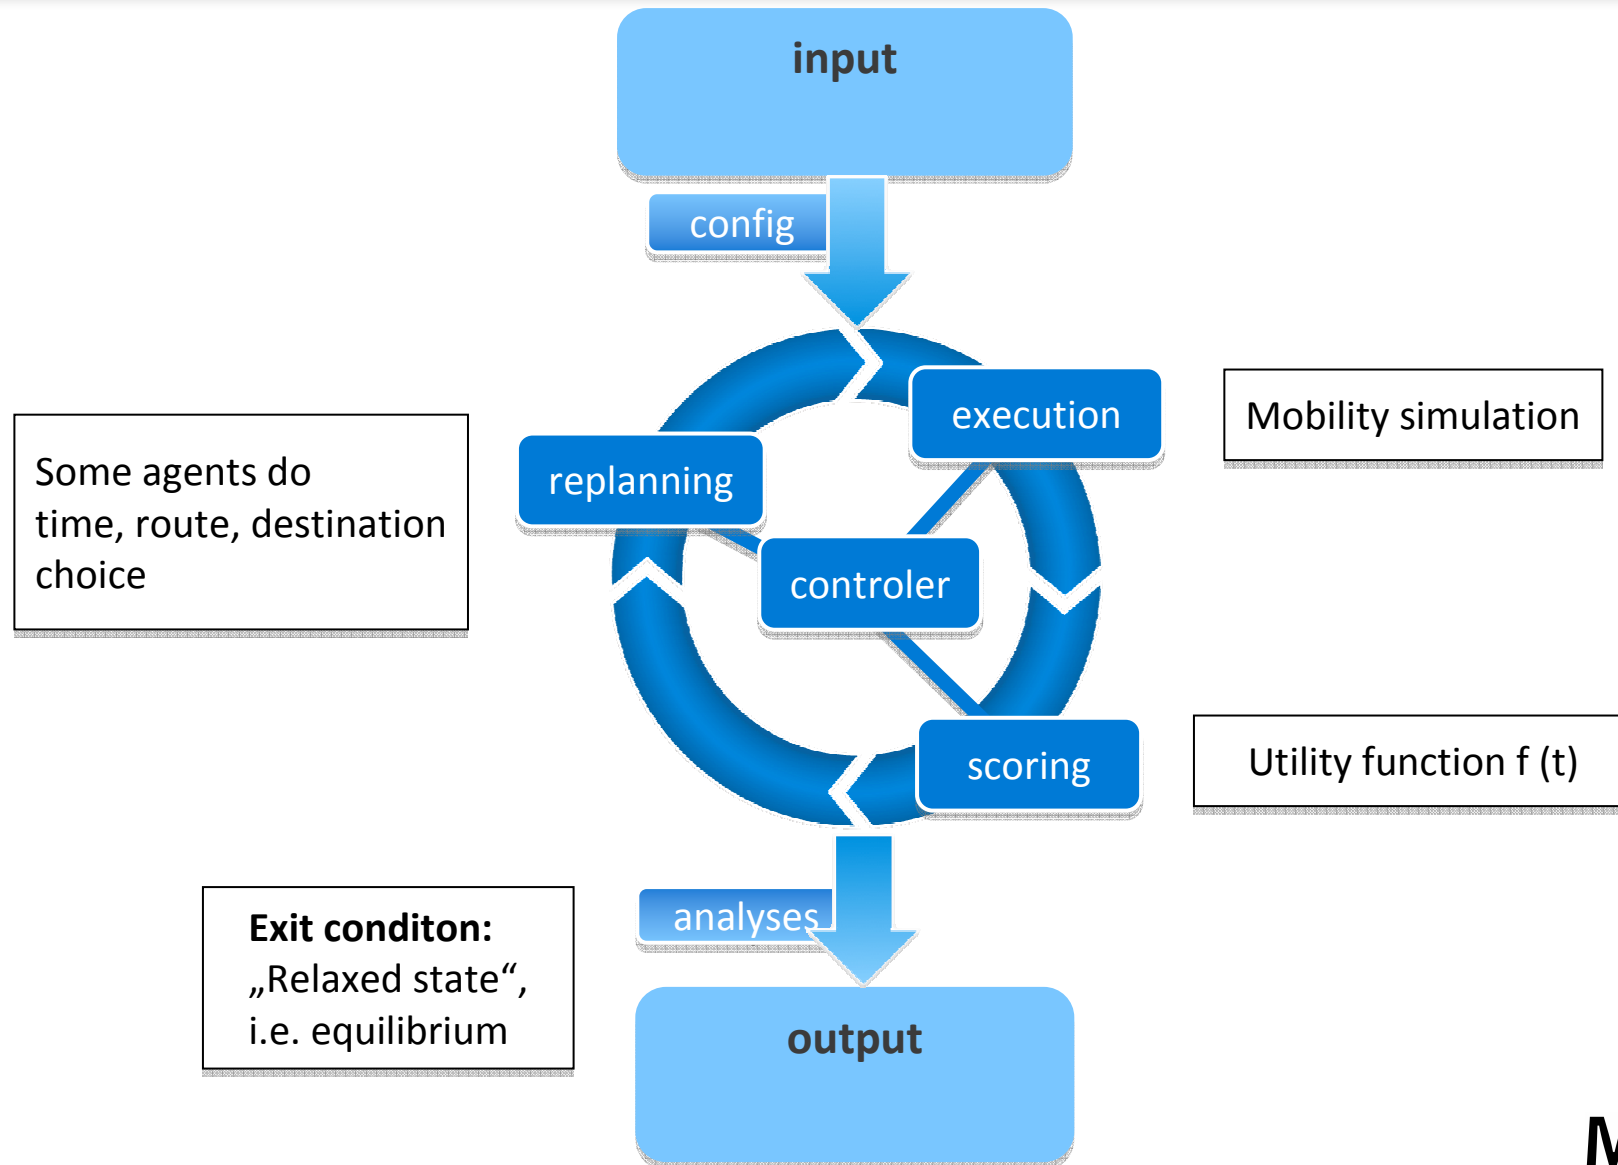 input
config
execution
Mobility simulation
replanning
Some agents do
time, route, destination
choice
controler
scoring
Utility function f (t)
analyses
Exit conditon:
„Relaxed state“,
i.e. equilibrium
output
M